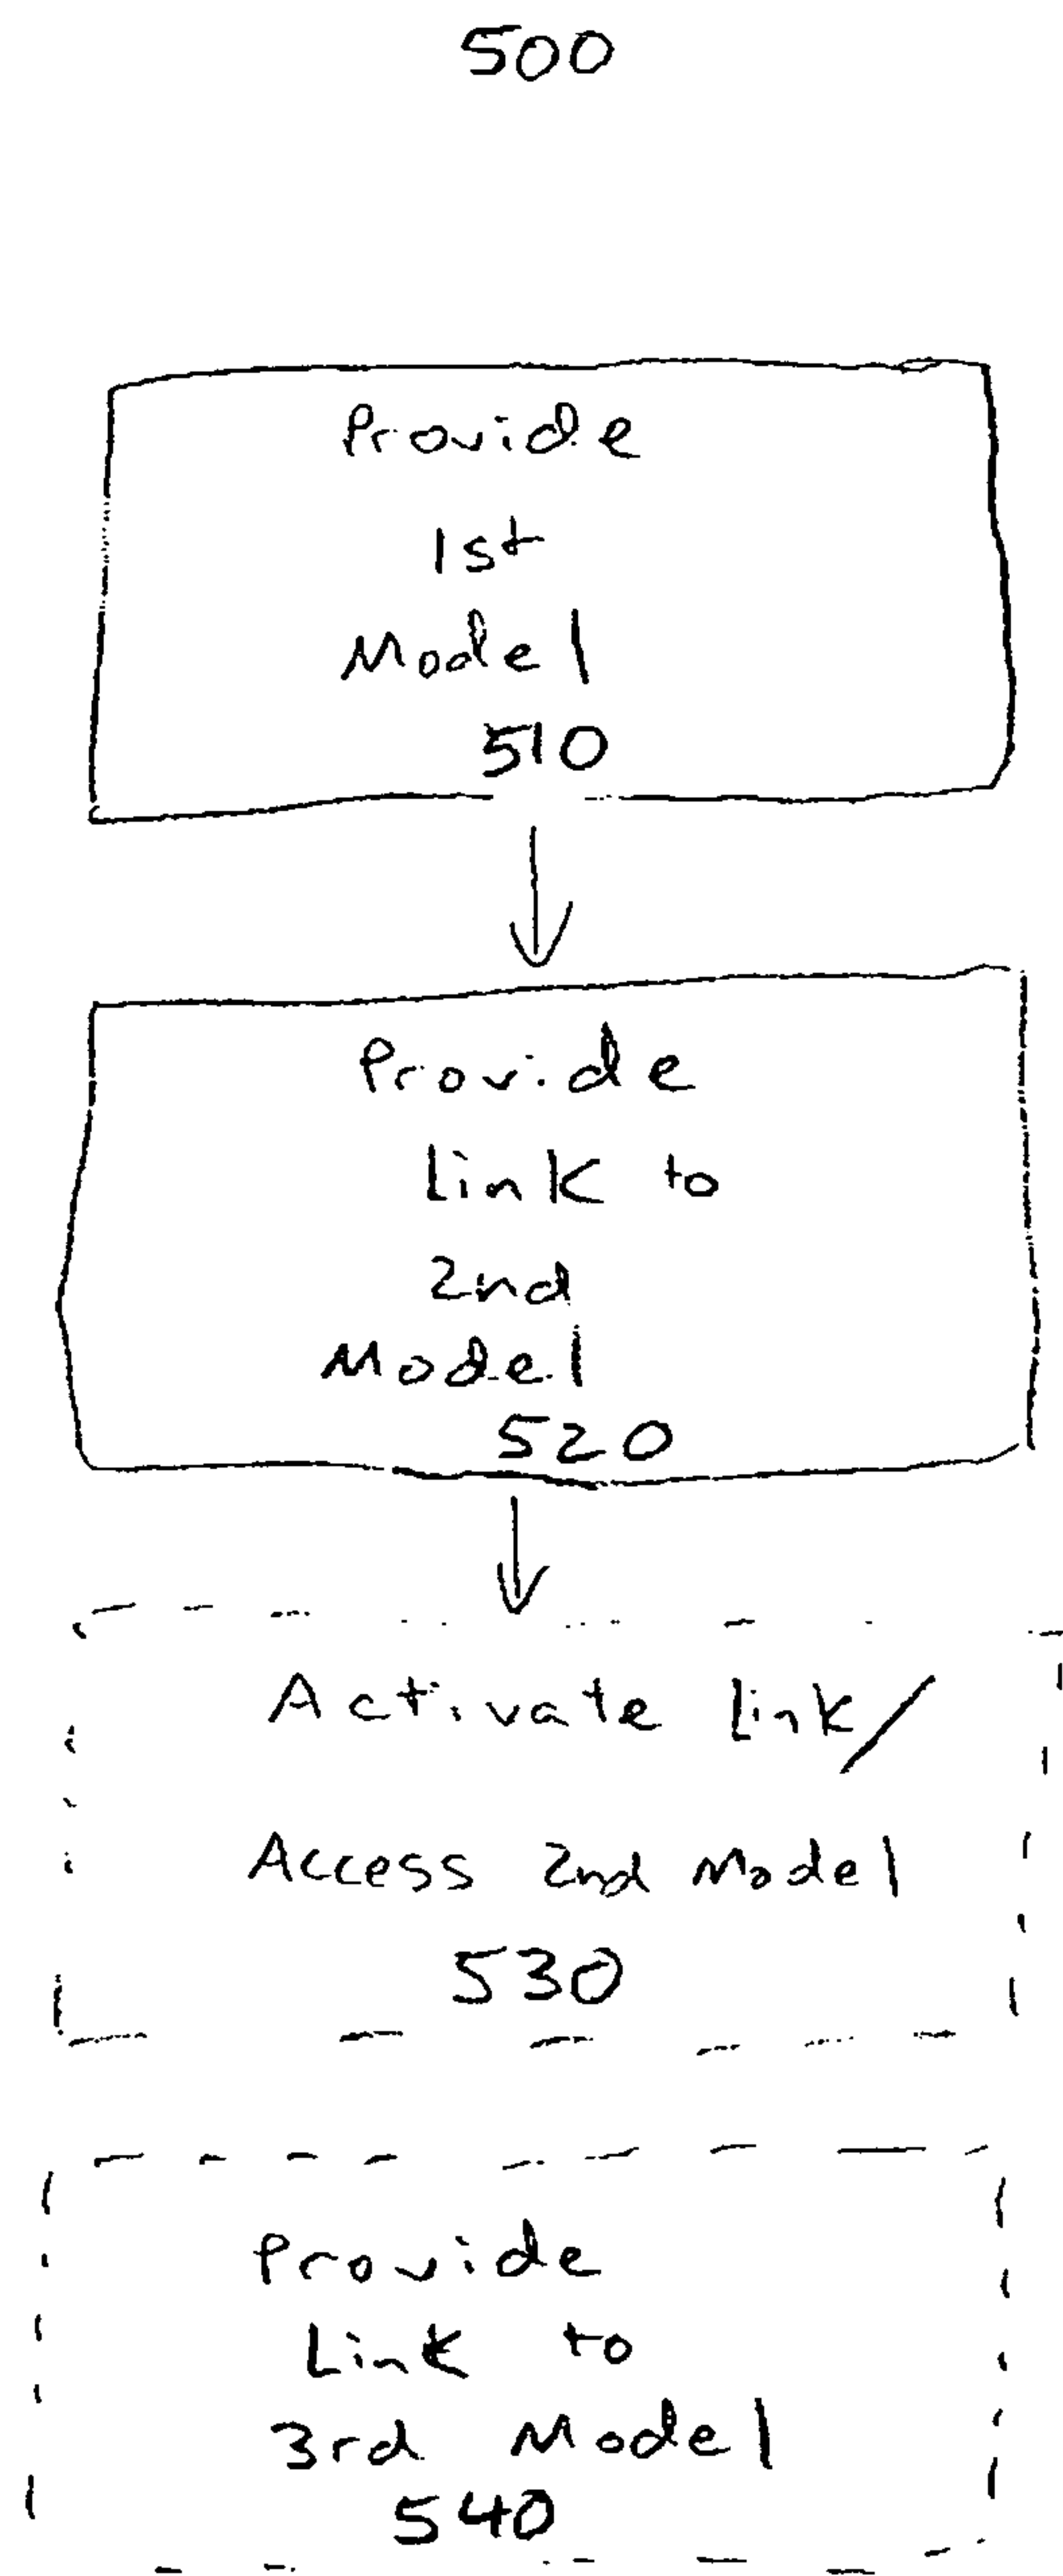 500
Provide
1st
Model
510
Provide
Link to
2nd
Model
520
Activate Link/
Access 2nd Model
530
Provide
Link to
3rd Model
540